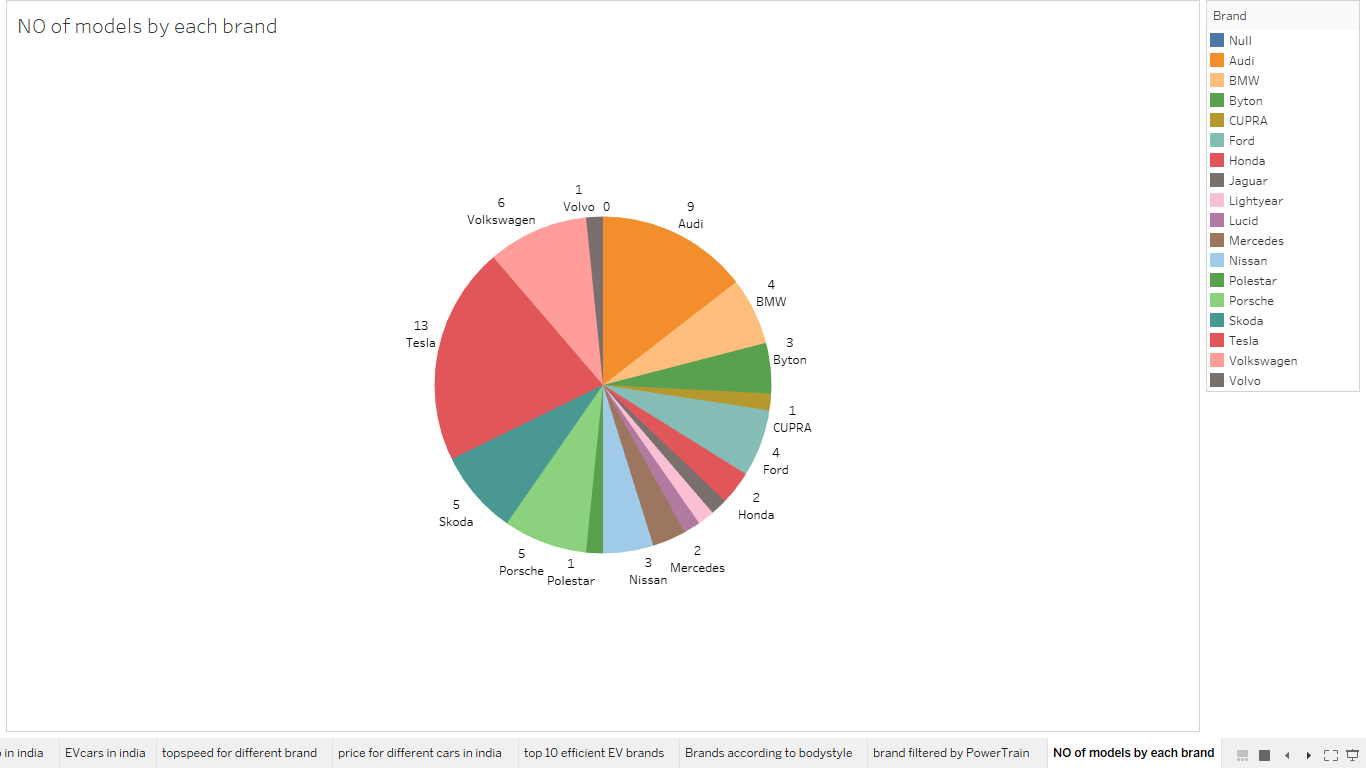 NO of models by each brand
Brand
Null
Audi
BMW
Byton
CUPRA
Ford
Honda
Jaguar
Lightyear
Lucid
Mercedes
Nissan
Polestar
Porsche
Skoda
Tesla
Volkswagen
Volvo
1
Volvo
0
9
Audi
4
BMW
3
Byton
1
CUPRA
4
Ford
2
Honda
2
Mercedes
3
Nissan
1
Polestar
5
Porsche
5
Skoda
13
Tesla
6
Volkswagen
in india
EVcars in india
topspeed for different brand
price for different cars in india
top 10 efficient EV brands
Brands according to bodystyle
brand filtered by PowerTrain
NO of models by each brand